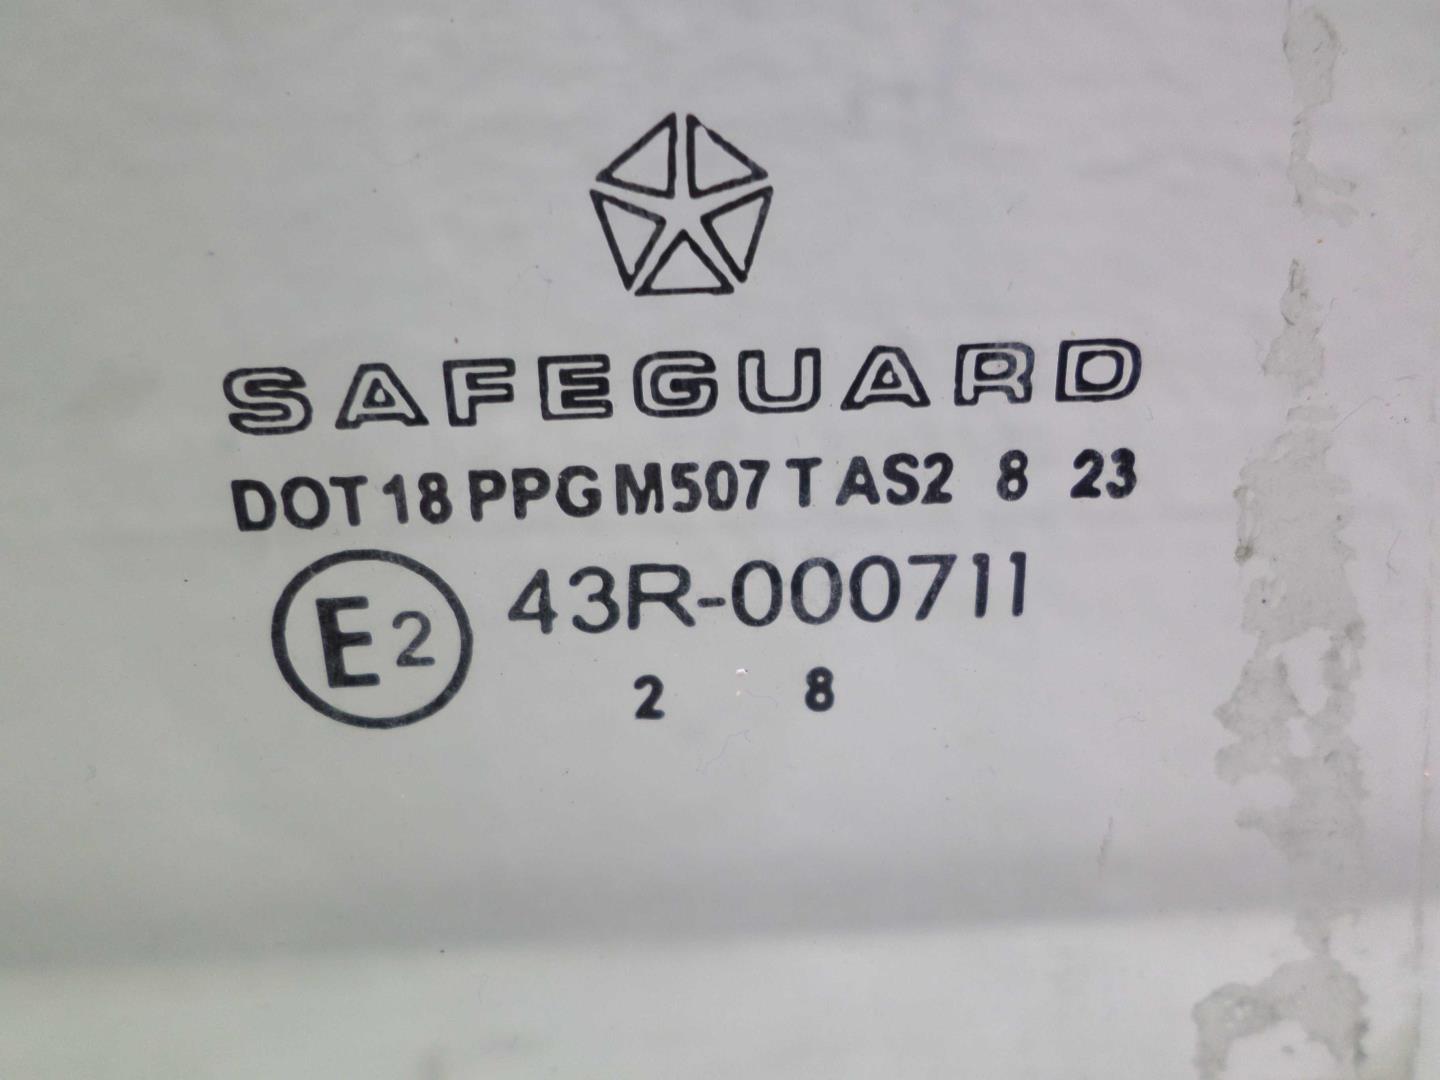 SAFEGUARD
DOT 18 PPG M507 T AS2 8 23
E2 43R-000711
2 8